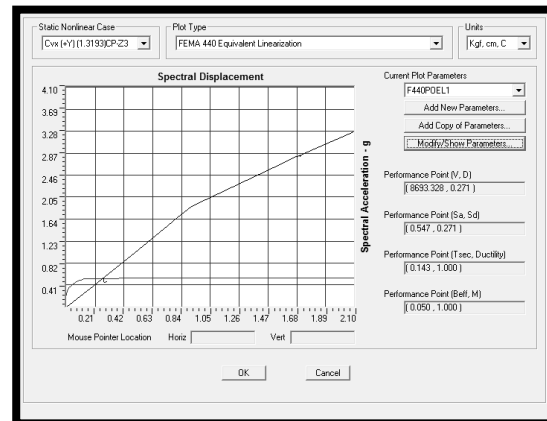 Static Nonlinear Case
Cvx (+Y) (1.3193)CP-Z3
Plot Type
FEMA 440 Equivalent Linearization
Units
Kgf, cm, C
Spectral Displacement
4.10
3.69
3.28
2.87
2.46
2.05
1.64
1.23
0.82
0.41
0.21 0.42 0.63 0.84 1.05 1.26 1.47 1.68 1.89 2.10
Spectral Acceleration - g
Mouse Pointer Location Horiz Vert
Current Plot Parameters
F440POEL1
Add New Parameters...
Add Copy of Parameters...
Modify/Show Parameters...
Performance Point (V, D)
( 8693.328 , 0.271 )
Performance Point (Sa, Sd)
( 0.547 , 0.271 )
Performance Point (Tsec, Ductility)
( 0.143 , 1.000 )
Performance Point (Beff, M)
( 0.050 , 1.000 )
OK Cancel